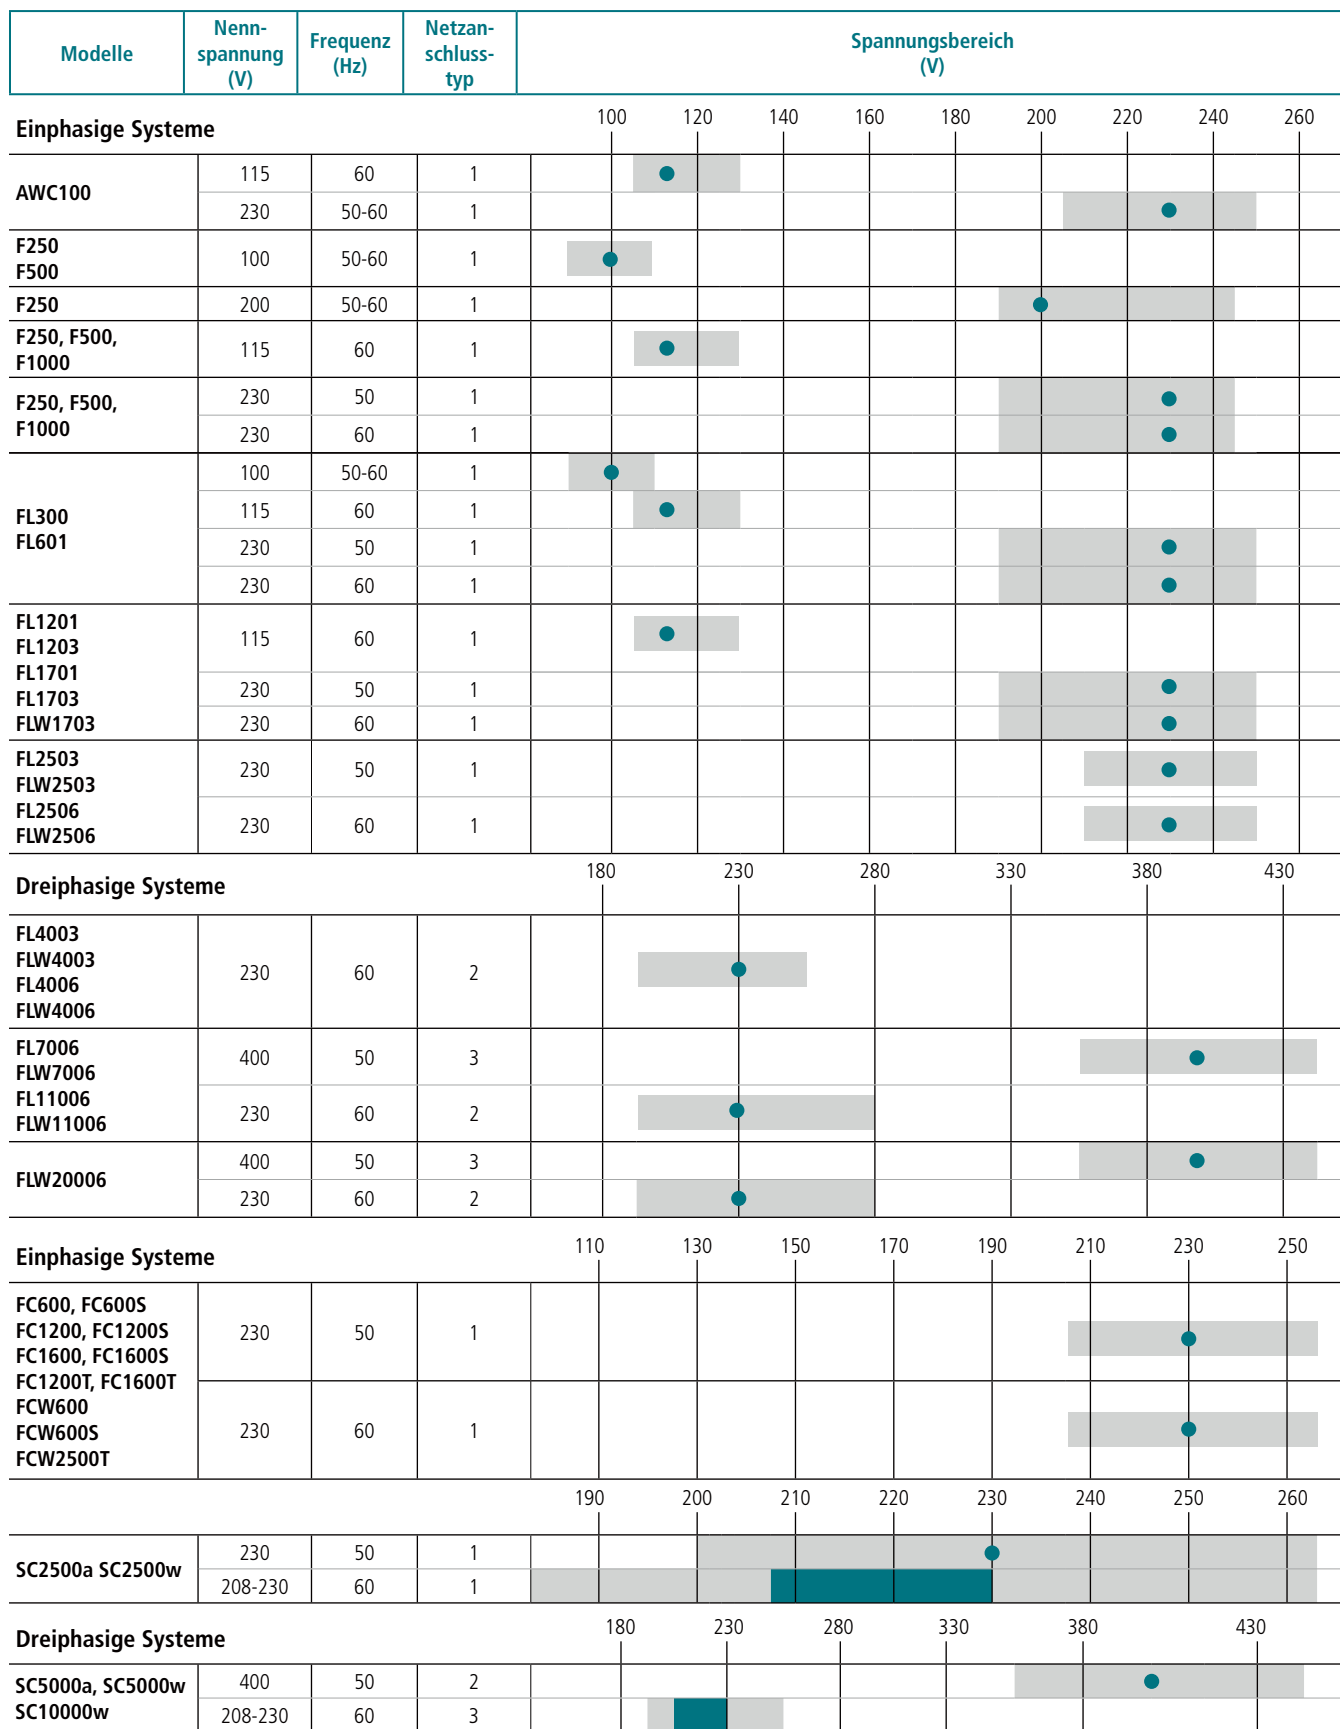 Modelle
Nenn-
spannung
(V)
Frequenz
(Hz)
Netzan-
schluss-
typ
Spannungsbereich
(V)
Einphasige Systeme 100 120 140 160 180 200 220 240 260
AWC100
115 60 1
230 50-60 1
F250
F500
100 50-60 1
F250 200 50-60 1
F250, F500,
F1000
115 60 1
F250, F500,
F1000
230 50 1
230 60 1
FL300
FL601
100 50-60 1
115 60 1
230 50 1
230 60 1
FL1201
FL1203
FL1701
FL1703
FLW1703
115 60 1
230 50 1
230 60 1
FL2503
FLW2503
FL2506
FLW2506
230 50 1
230 60 1
Dreiphasige Systeme 180 230 280 330 380 430
FL4003
FLW4003
FL4006
FLW4006
230 60 2
FL7006
FLW7006
FL11006
FLW11006
400 50 3
230 60 2
FLW20006
400 50 3
230 60 2
Einphasige Systeme 110 130 150 170 190 210 230 250
FC600, FC600S
FC1200, FC1200S
FC1600, FC1600S
FC1200T, FC1600T
FCW600
FCW600S
FCW2500T
230 50 1
230 60 1
190 200 210 220 230 240 250 260
SC2500a SC2500w
230 50 1
208-230 60 1
Dreiphasige Systeme 180 230 280 330 380 430
SC5000a, SC5000w
SC10000w
400 50 2
208-230 60 3